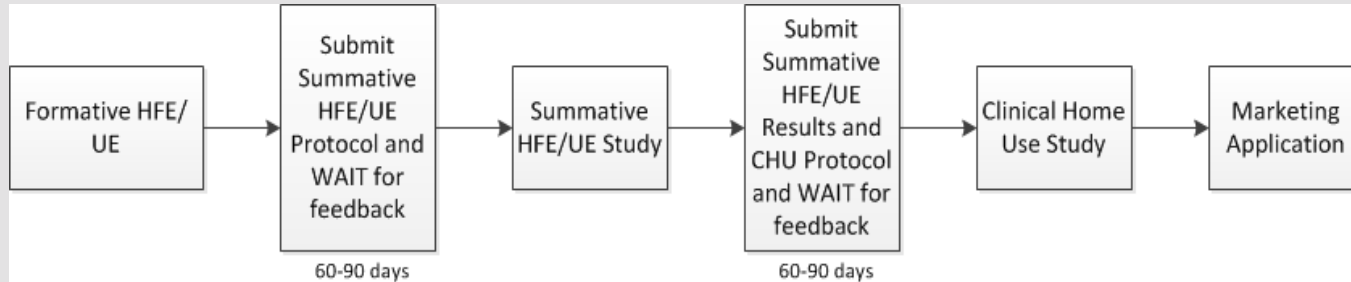 Formative HFE/
UE
Submit
Summative
HFE/UE
Protocol and
WAIT for
feedback
60-90 days
Summative
HFE/UE Study
Submit
Summative
HFE/UE
Results and
CHU Protocol
and WAIT for
feedback
60-90 days
Clinical Home
Use Study
Marketing
Application